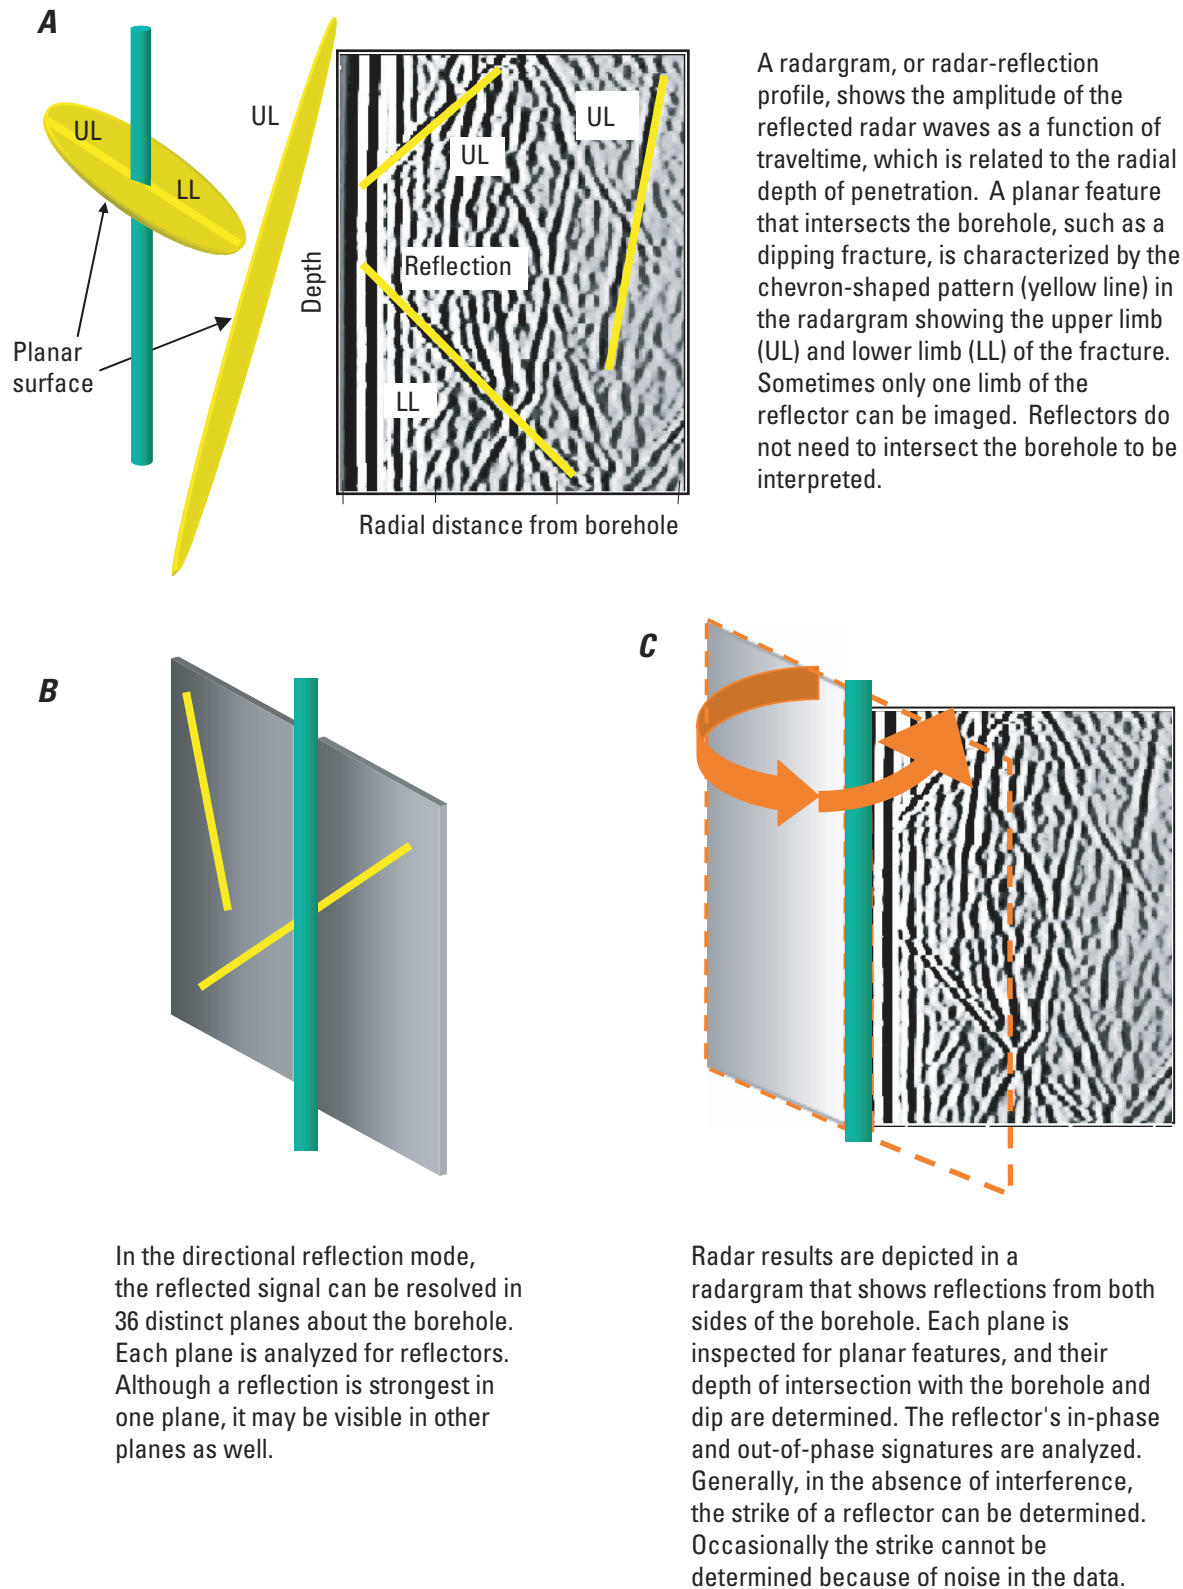 A
UL
LL
UL
Planar
surface
Depth
UL
UL
Reflection
LL
Radial distance from borehole
A radargram, or radar-reflection
profile, shows the amplitude of the
reflected radar waves as a function of
traveltime, which is related to the radial
depth of penetration. A planar feature
that intersects the borehole, such as a
dipping fracture, is characterized by the
chevron-shaped pattern (yellow line) in
the radargram showing the upper limb
(UL) and lower limb (LL) of the fracture.
Sometimes only one limb of the
reflector can be imaged. Reflectors do
not need to intersect the borehole to be
interpreted.
B
In the directional reflection mode,
the reflected signal can be resolved in
36 distinct planes about the borehole.
Each plane is analyzed for reflectors.
Although a reflection is strongest in
one plane, it may be visible in other
planes as well.
C
Radar results are depicted in a
radargram that shows reflections from both
sides of the borehole. Each plane is
inspected for planar features, and their
depth of intersection with the borehole and
dip are determined. The reflector's in-phase
and out-of-phase signatures are analyzed.
Generally, in the absence of interference,
the strike of a reflector can be determined.
Occasionally the strike cannot be
determined because of noise in the data.